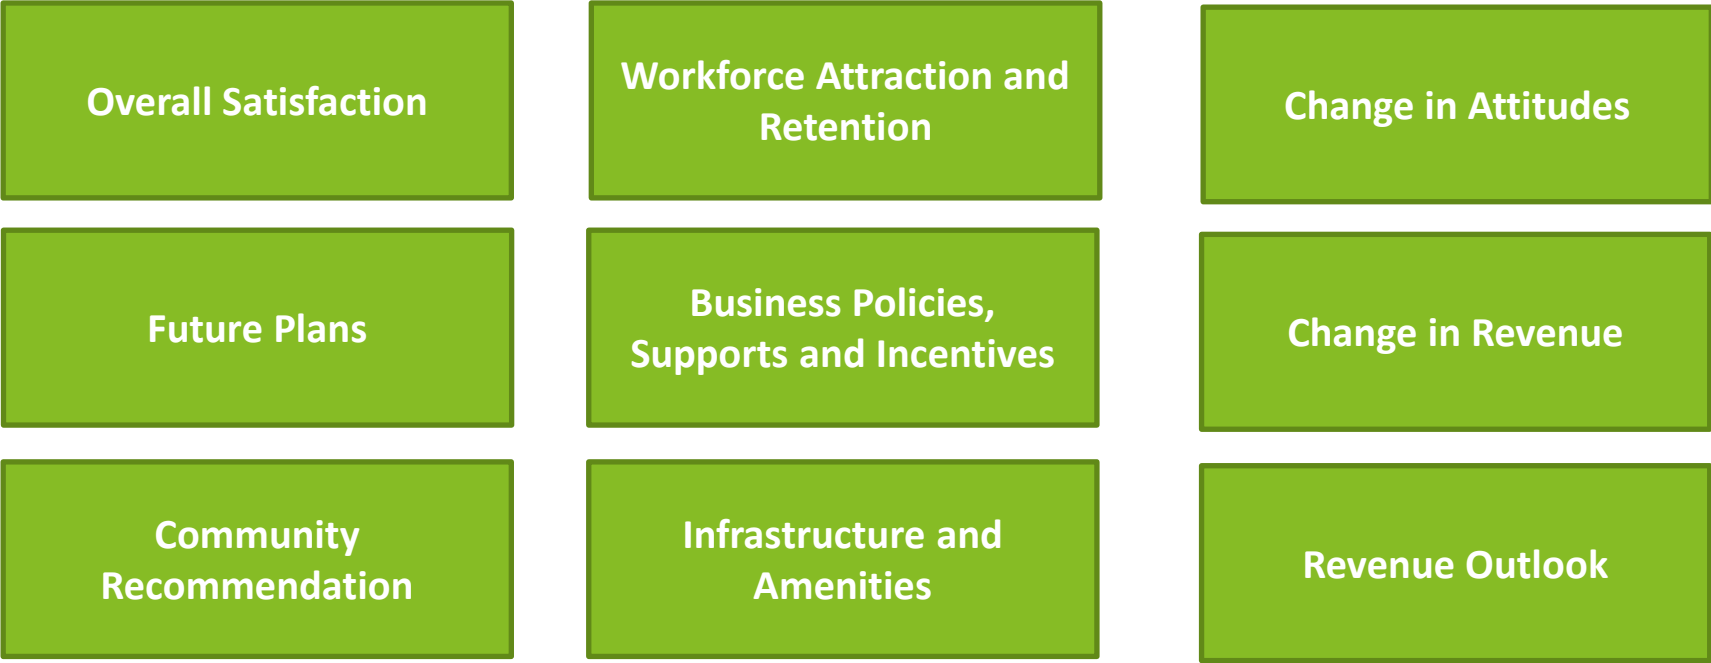 Overall Satisfaction
Workforce Attraction and
Retention
Change in Attitudes
Future Plans
Business Policies,
Supports and Incentives
Change in Revenue
Community
Recommendation
Infrastructure and
Amenities
Revenue Outlook